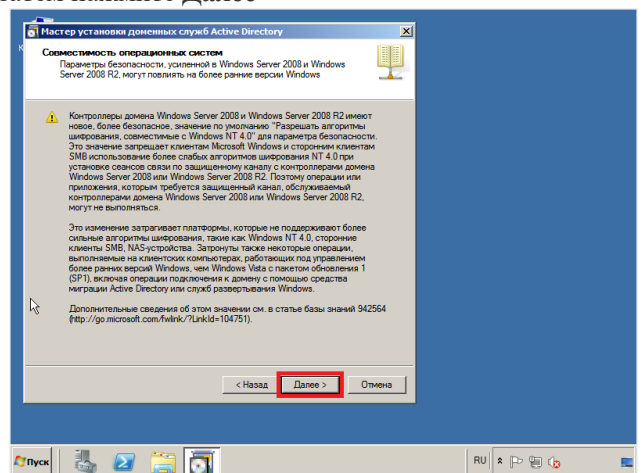 затем нажмите Далее
Мастер установки доменных служб Active Directory
Совместимость операционных систем
Параметры безопасности, усиленной в Windows Server 2008 и Windows
Server 2008 R2, могут повлиять на более ранние версии Windows
Контроллеры домена Windows Server 2008 и Windows Server 2008 R2 имеют
новое, более безопасное, значение по умолчанию "Разрешать алгоритмы
шифрования, совместимые с Windows NT 4.0" для параметра безопасности.
Это значение запрещает клиентам Microsoft Windows и сторонним клиентам
SMB использование более слабых алгоритмов шифрования NT 4.0 при
установке сеансов связи по защищенному каналу с контроллерами домена
Windows Server 2008 или Windows Server 2008 R2. Поэтому операции или
приложения, которым требуется защищенный канал, обслуживаемый
контроллерами домена Windows Server 2008 или Windows Server 2008 R2,
могут не выполняться.
Это изменение затрагивает платформы, которые не поддерживают более
сильные алгоритмы шифрования, такие как Windows NT 4.0, сторонние
клиенты SMB, NAS-устройства. Затронуты также некоторые операции,
выполняемые на клиентских компьютерах, работающих под управлением
более ранних версий Windows, чем Windows Vista с пакетом обновления 1
(SP1), включая операции подключения к домену с помощью средства
миграции Active Directory или служб развертывания Windows.
Дополнительные сведения об этом значении см. в статье базы знаний 942564
(http://go.microsoft.com/fwlink/?LinkId=104751).
< Назад Далее > Отмена
Пуск RU